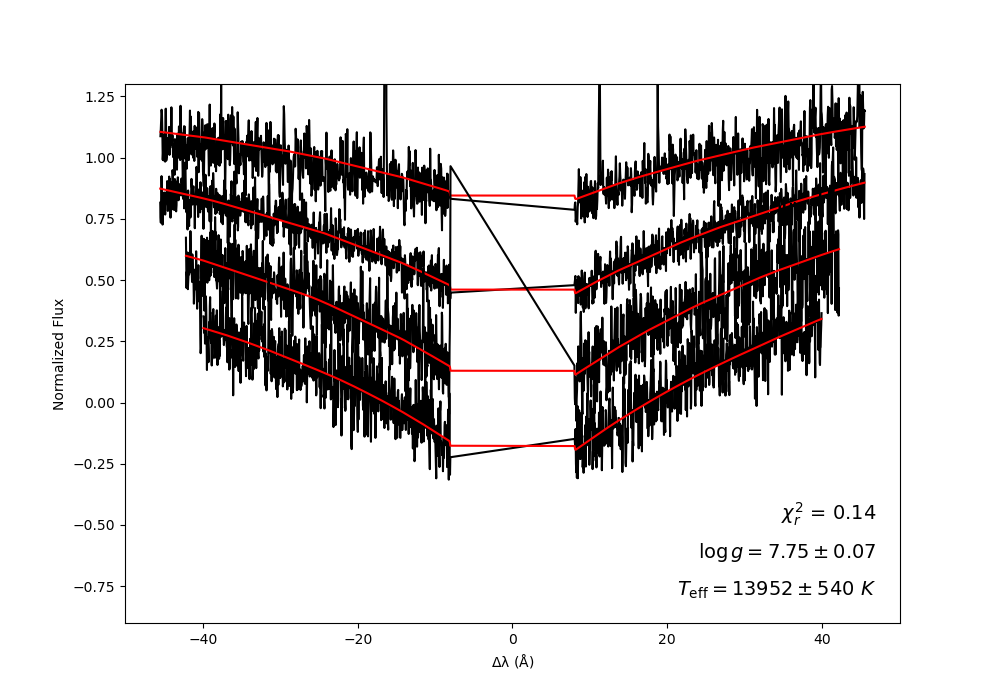 1.25
1.00
0.75
0.50
0.25
0.00
−0.25
−0.50
−0.75
Normalized Flux
χ²ᵣ = 0.14
log g = 7.75 ± 0.07
T_eff = 13952 ± 540 K
−40
−20
0
20
40
Δλ (Å)